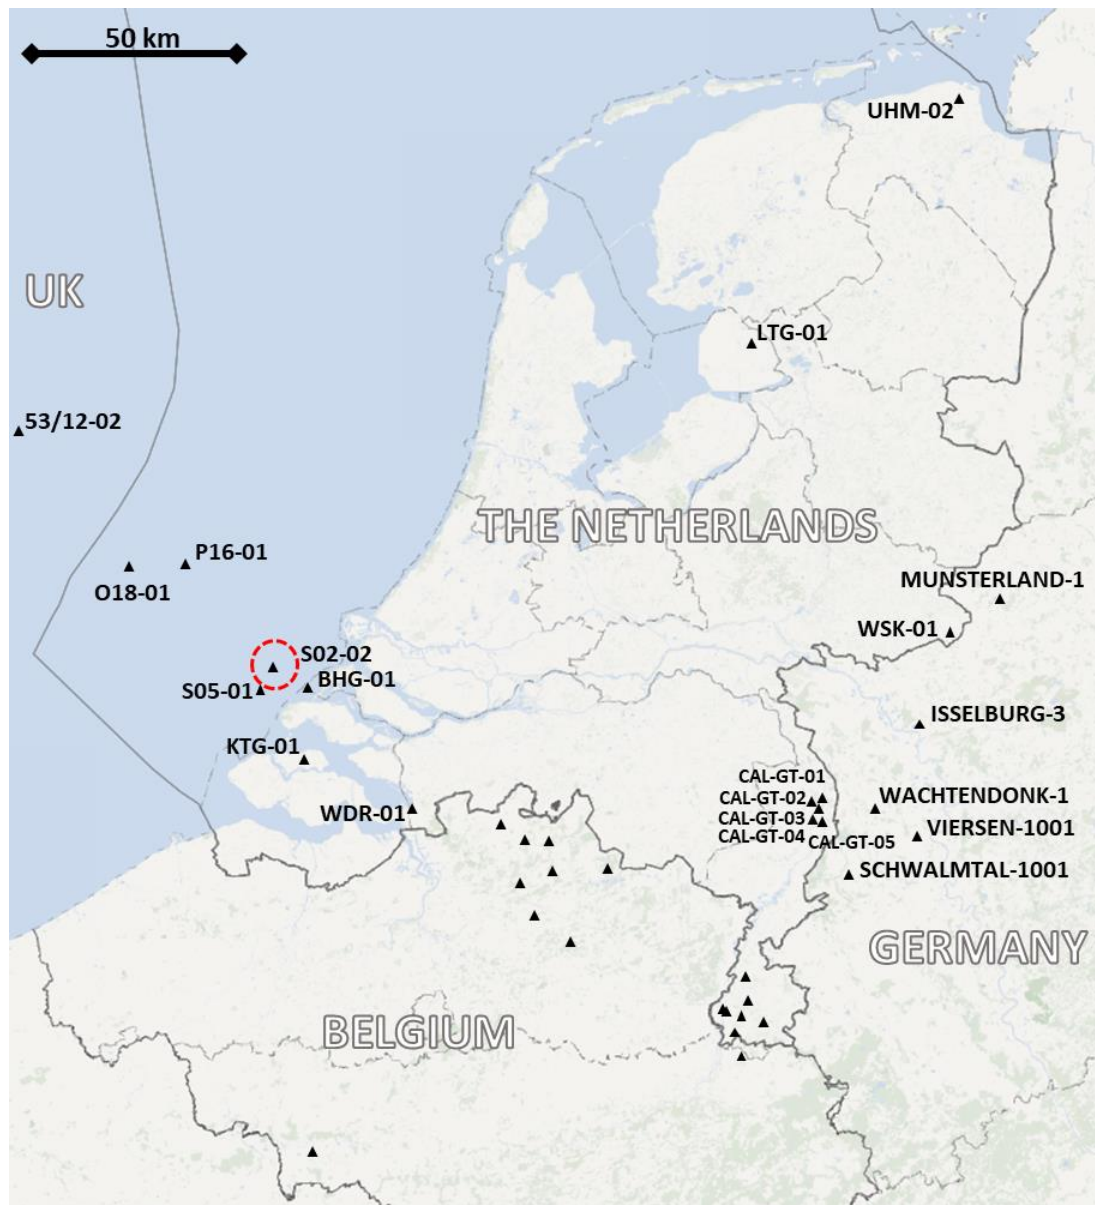 50 km
UHM-02
UK
LTG-01
53/12-02
THE NETHERLANDS
P16-01
O18-01
MUNSTERLAND-1
WSK-01
S02-02
BHG-01
S05-01
ISSELBURG-3
KTG-01
CAL-GT-01
CAL-GT-02
WACHTENDONK-1
WDR-01
CAL-GT-03
VIERSEN-1001
CAL-GT-04
CAL-GT-05
SCHWALMTAL-1001
GERMANY
BELGIUM